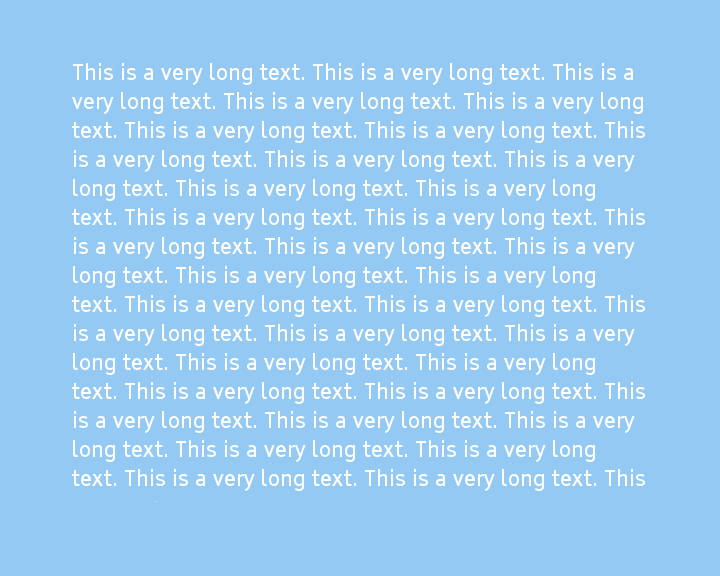 This is a very long text. This is a very long text. This is a
very long text. This is a very long text. This is a very long
text. This is a very long text. This is a very long text. This
is a very long text. This is a very long text. This is a very
long text. This is a very long text. This is a very long
text. This is a very long text. This is a very long text. This
is a very long text. This is a very long text. This is a very
long text. This is a very long text. This is a very long
text. This is a very long text. This is a very long text. This
is a very long text. This is a very long text. This is a very
long text. This is a very long text. This is a very long
text. This is a very long text. This is a very long text. This
is a very long text. This is a very long text. This is a very
long text. This is a very long text. This is a very long
text. This is a very long text. This is a very long text. This